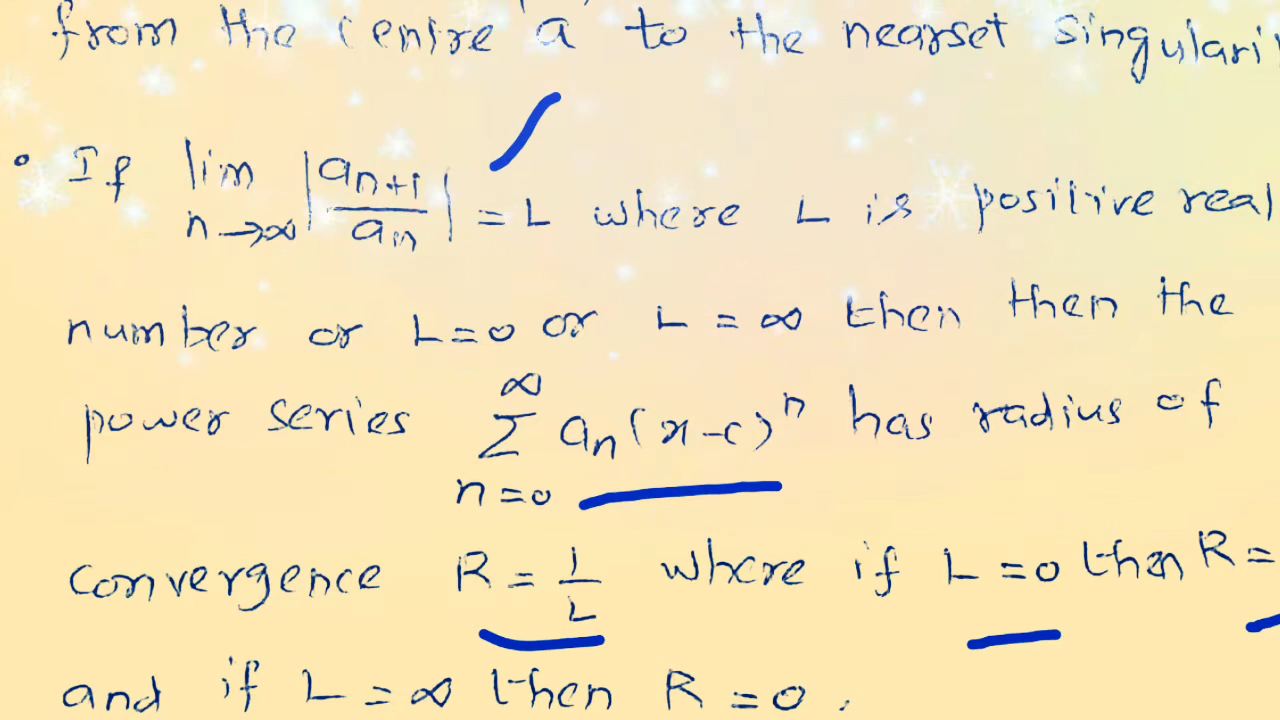 from the centre 'a' to the nearset singulari
• If lim n→∞ |an+1/an| = L where L is positive real
number or L=0 or L = ∞ then then the
power series ∞ Σ n=0 an(x-c)^n has radius of
convergence R = 1/L where if L =0 then R=
and if L = ∞ then R =0.